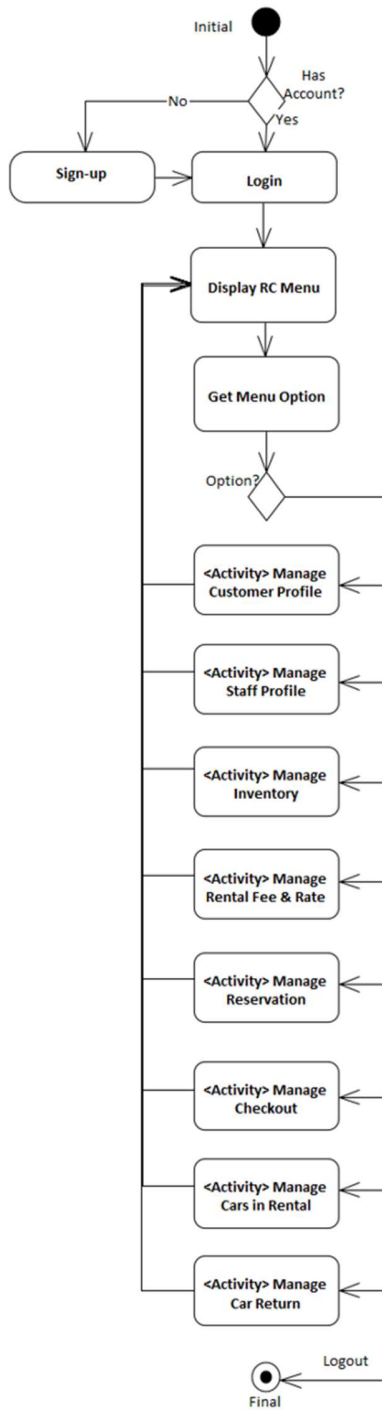 Initial
Has
Account?
No
Yes
Sign-up
Login
Display RC Menu
Get Menu Option
Option?
<Activity> Manage
Customer Profile
<Activity> Manage
Staff Profile
<Activity> Manage
Inventory
<Activity> Manage
Rental Fee & Rate
<Activity> Manage
Reservation
<Activity> Manage
Checkout
<Activity> Manage
Cars in Rental
<Activity> Manage
Car Return
Logout
Final